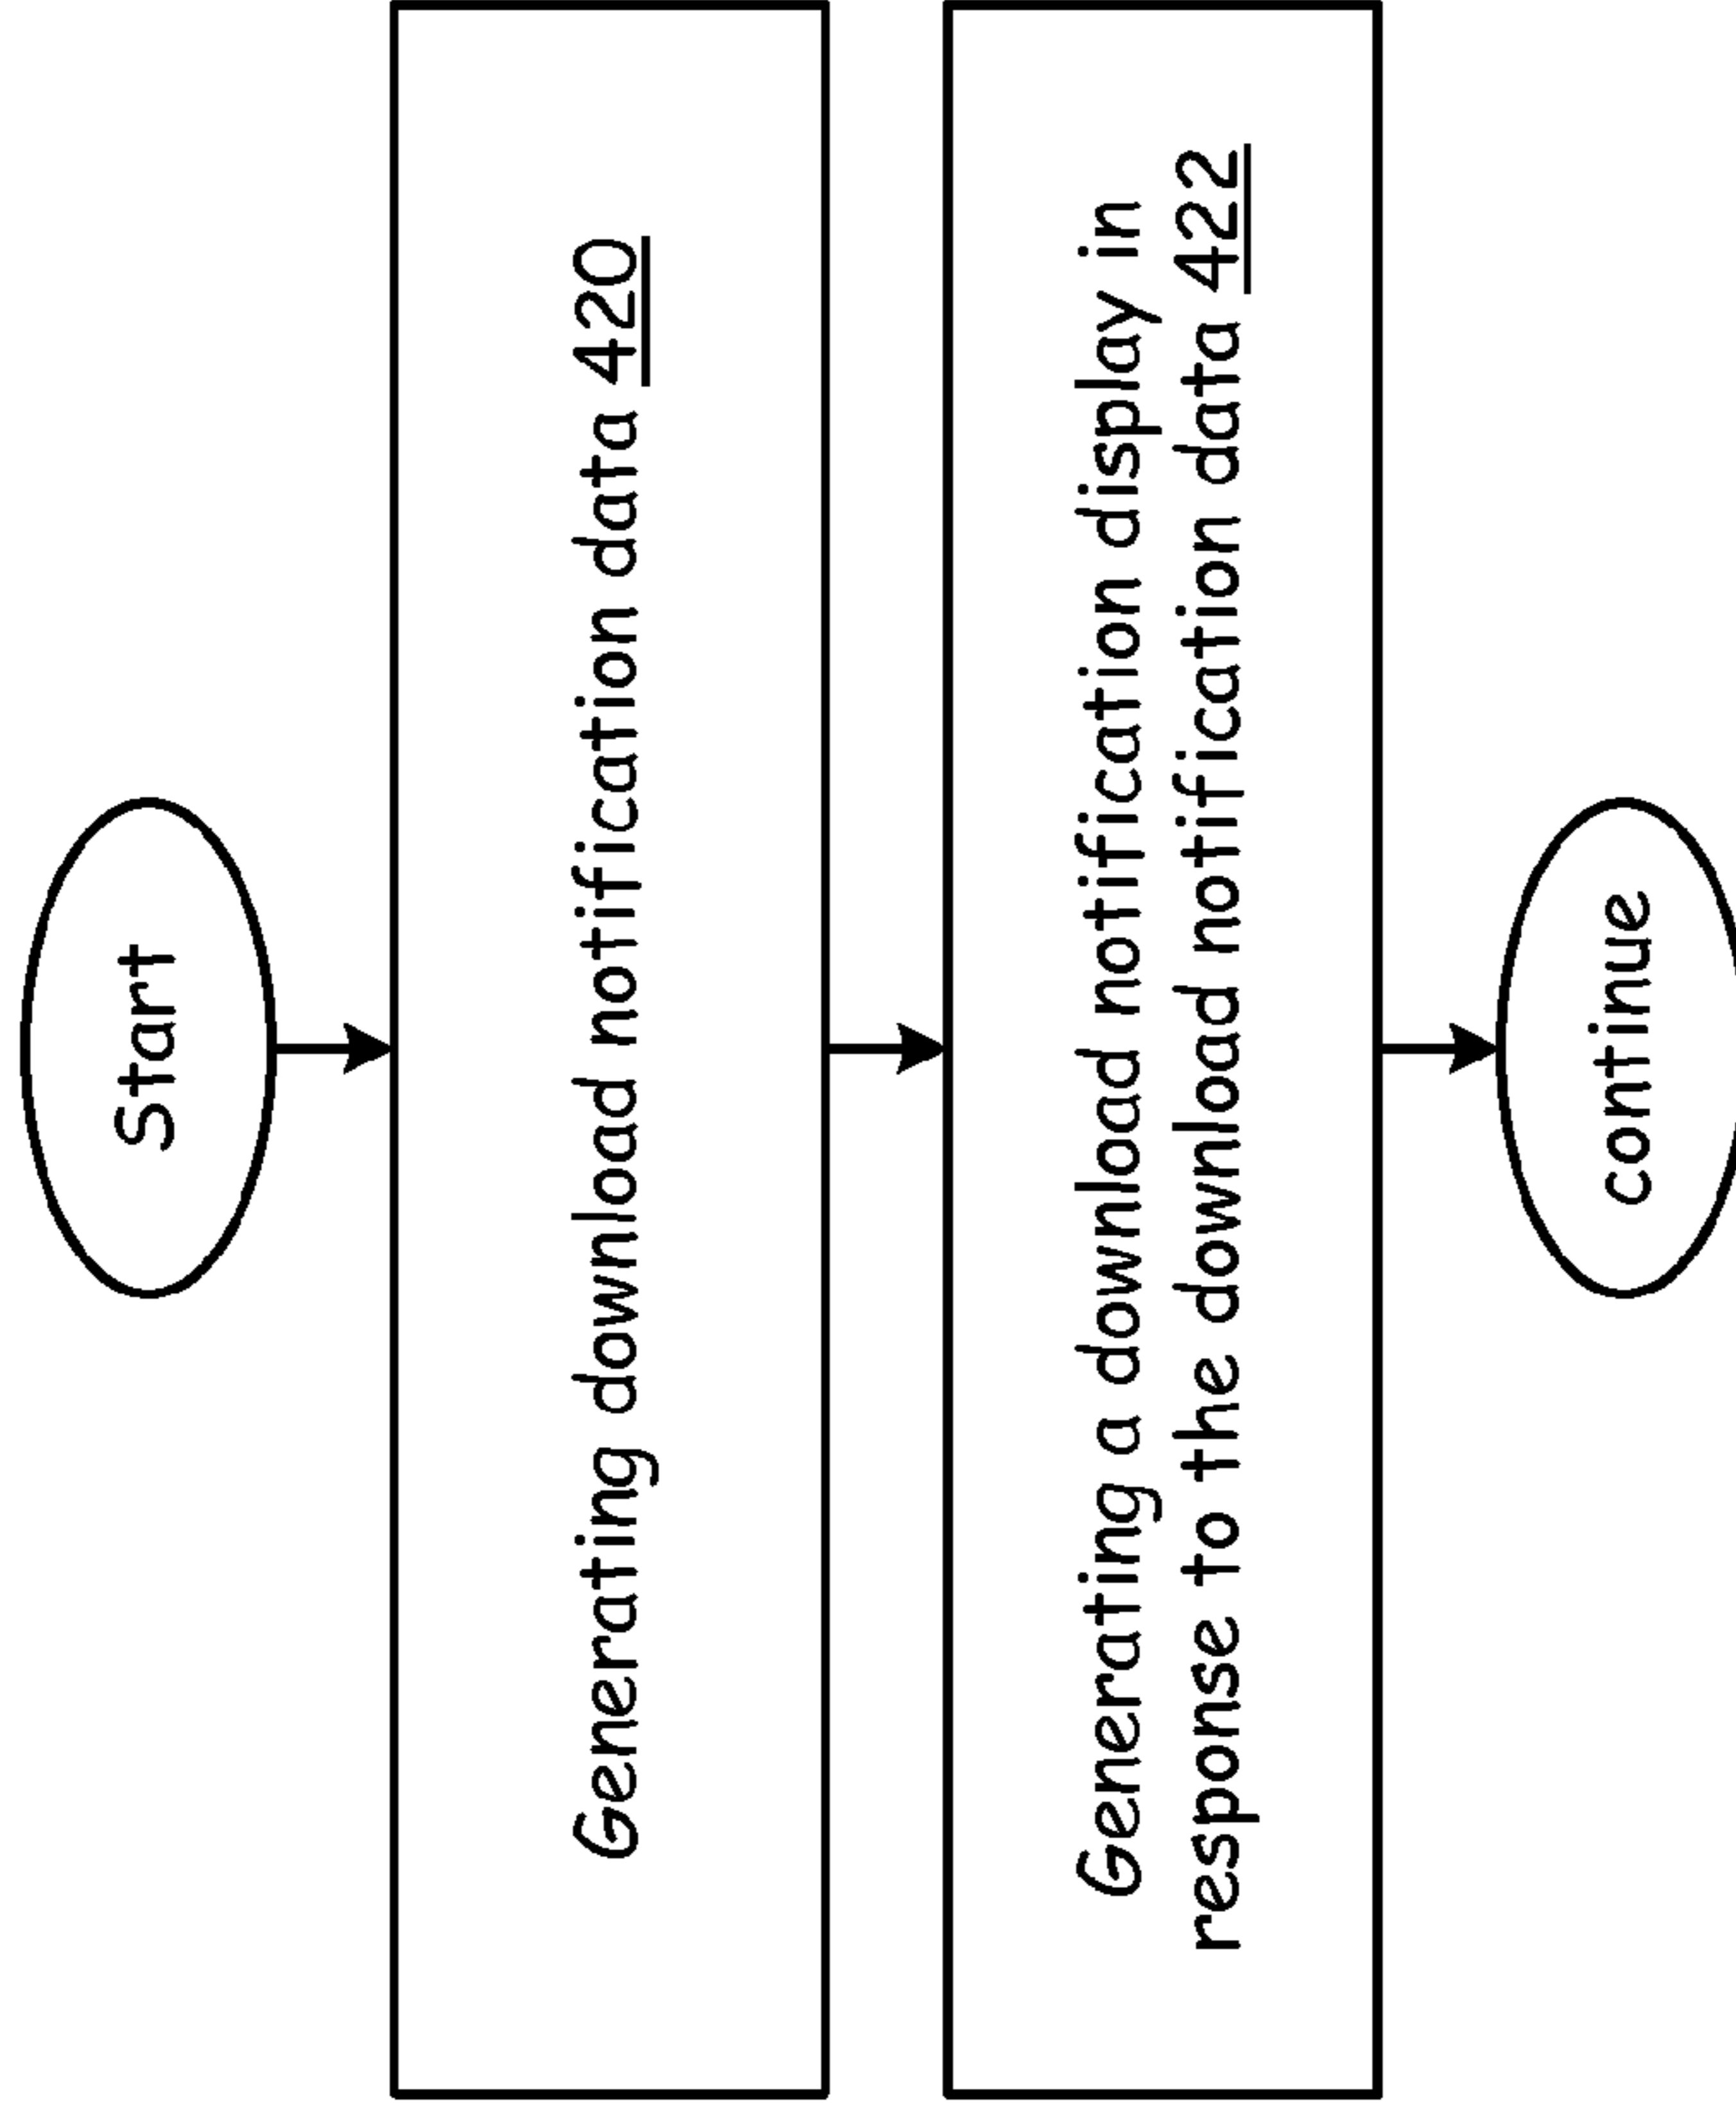 Start
Generating download notification data 420
Generating a download notification display in
response to the download notification data 422
continue